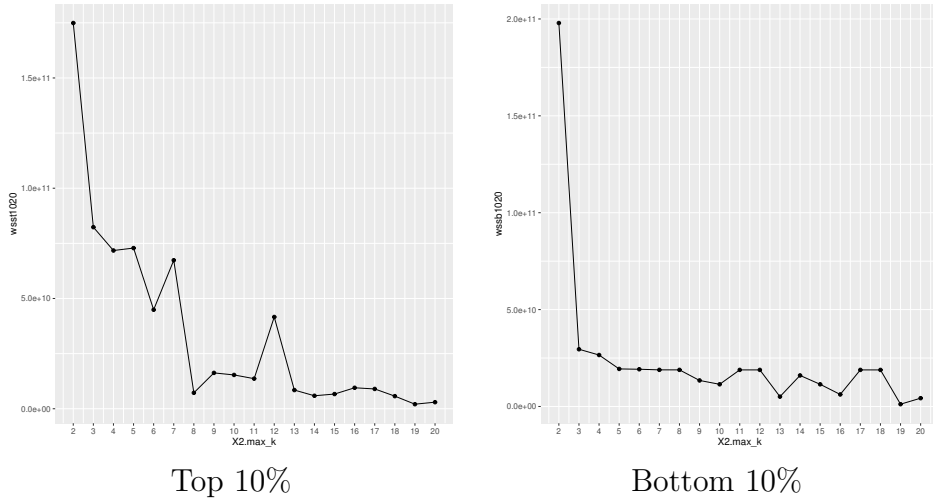 1.5e+11
1.0e+11
5.0e+10
0.0e+00
wsst1020
2 3 4 5 6 7 8 9 10 11 12 13 14 15 16 17 18 19 20
X2.max_k
Top 10%
2.0e+11
1.5e+11
1.0e+11
5.0e+10
0.0e+00
wssb1020
2 3 4 5 6 7 8 9 10 11 12 13 14 15 16 17 18 19 20
X2.max_k
Bottom 10%